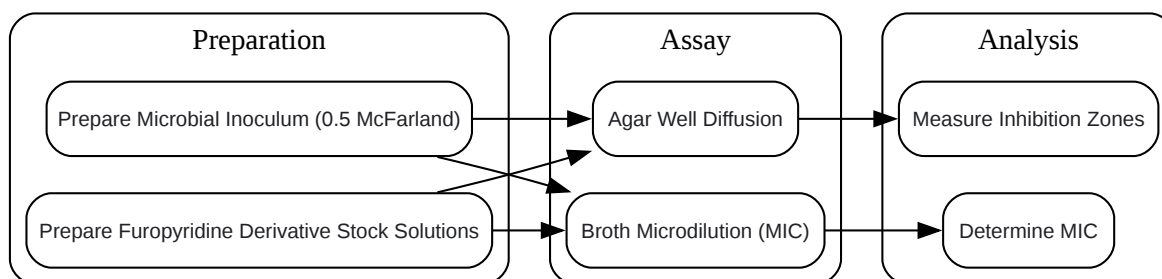 Preparation
Prepare Microbial Inoculum (0.5 McFarland)
Prepare Furopyridine Derivative Stock Solutions
Assay
Agar Well Diffusion
Broth Microdilution (MIC)
Analysis
Measure Inhibition Zones
Determine MIC